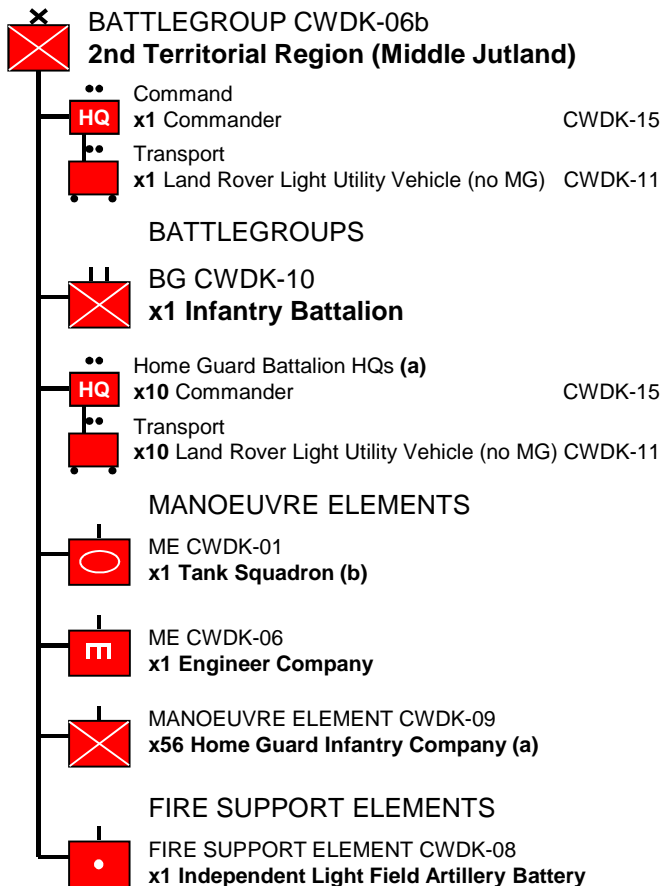 BATTLEGROUP CWDK-06b
2nd Territorial Region (Middle Jutland)
Command
HQ x1 Commander CWDK-15
Transport
x1 Land Rover Light Utility Vehicle (no MG) CWDK-11
BATTLEGROUPS
BG CWDK-10
x1 Infantry Battalion
Home Guard Battalion HQs (a)
HQ x10 Commander CWDK-15
Transport
x10 Land Rover Light Utility Vehicle (no MG) CWDK-11
MANOEUVRE ELEMENTS
ME CWDK-01
x1 Tank Squadron (b)
ME CWDK-06
x1 Engineer Company
MANOEUVRE ELEMENT CWDK-09
x56 Home Guard Infantry Company (a)
FIRE SUPPORT ELEMENTS
FIRE SUPPORT ELEMENT CWDK-08
x1 Independent Light Field Artillery Battery